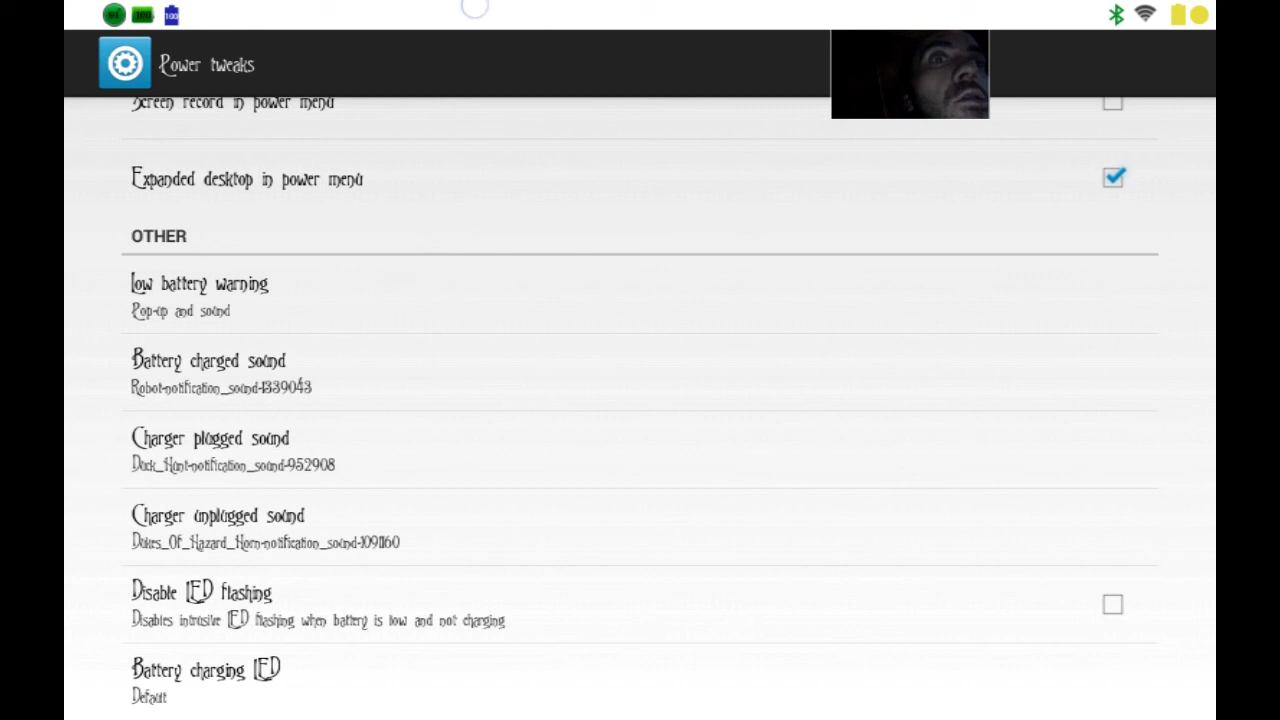 100
Power tweaks
Screen record in power menu
Expanded desktop in power menu
OTHER
Low battery warning
Pop-up and sound
Battery charged sound
Robot-notification_sound-1339043
Charger plugged sound
Duck_Hunt-notification_sound-952908
Charger unplugged sound
Dukes_Of_Hazard_Horn-notification_sound-1091160
Disable LED flashing
Disables intrusive LED flashing when battery is low and not charging
Battery charging LED
Default